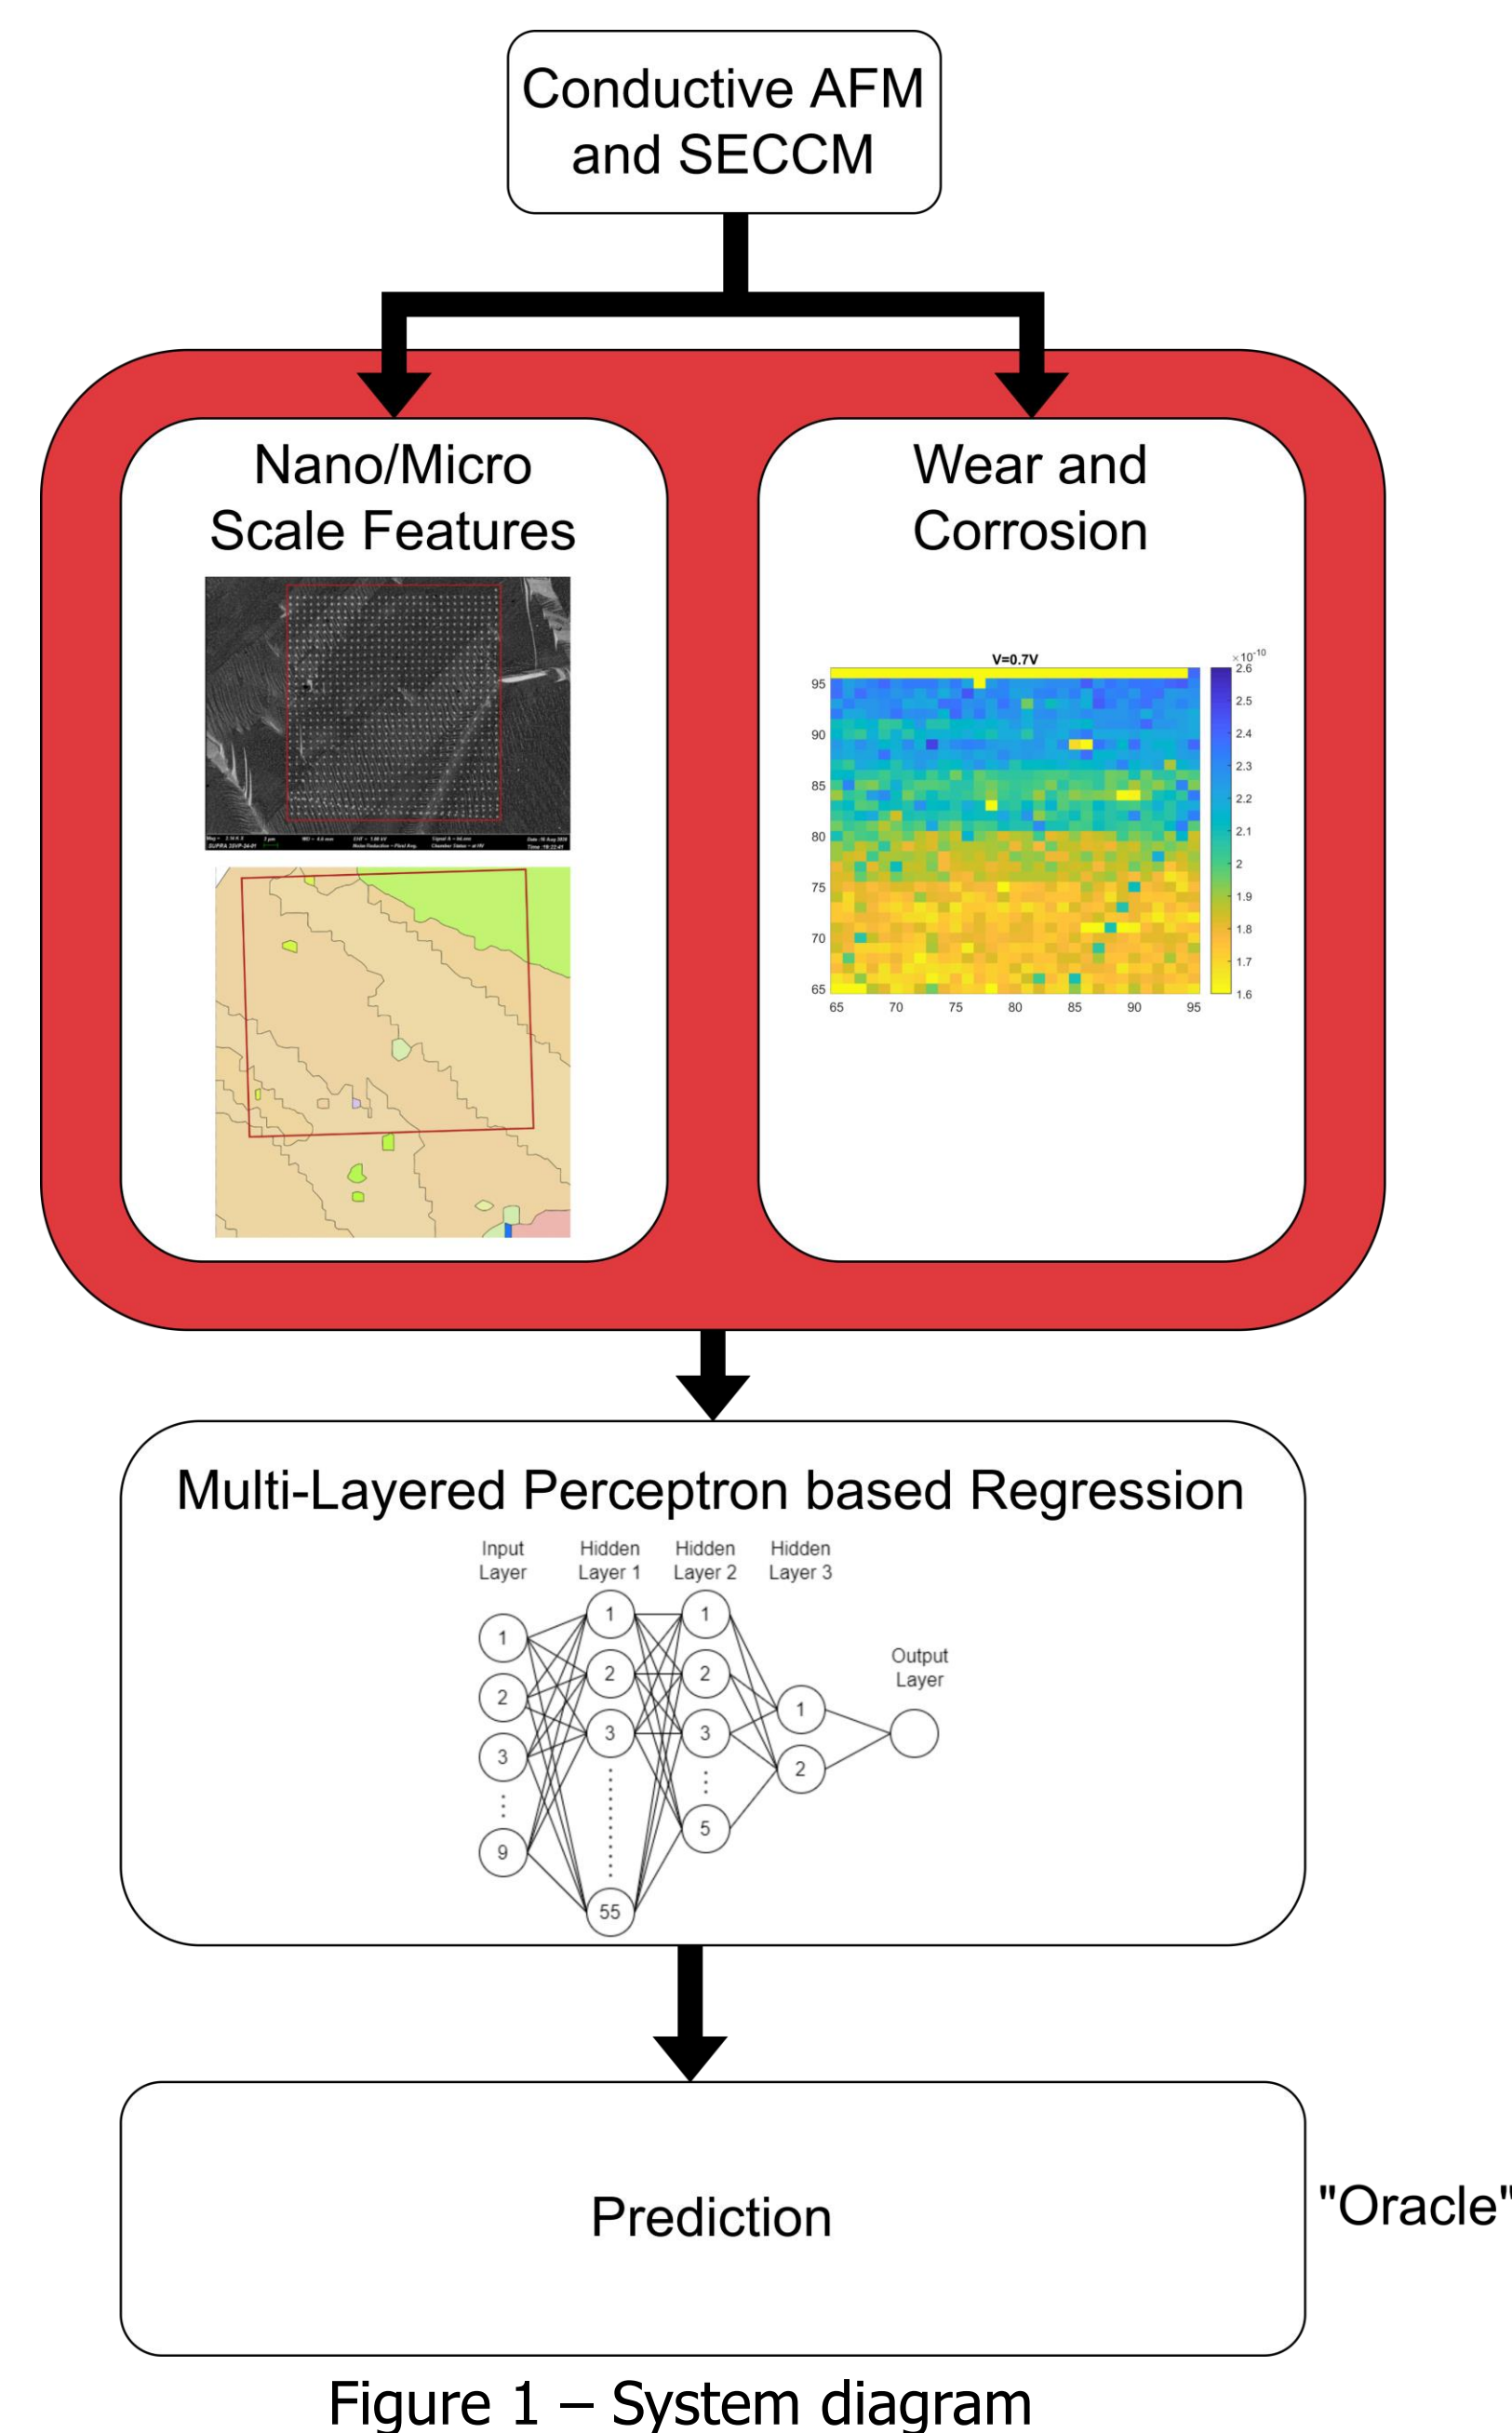 Conductive AFM
and SECCM
Nano/Micro
Scale Features
Wear and
Corrosion
V=0.7V
×10⁻¹⁰
95
90
85
80
75
70
65
65 70 75 80 85 90 95
2.6
2.5
2.4
2.3
2.2
2.1
2
1.9
1.8
1.7
1.6
Multi-Layered Perceptron based Regression
Input
Layer
Hidden
Layer 1
Hidden
Layer 2
Hidden
Layer 3
Output
Layer
1
2
3
9
1
2
3
55
1
2
3
5
1
2
Prediction
"Oracle"
Figure 1 – System diagram